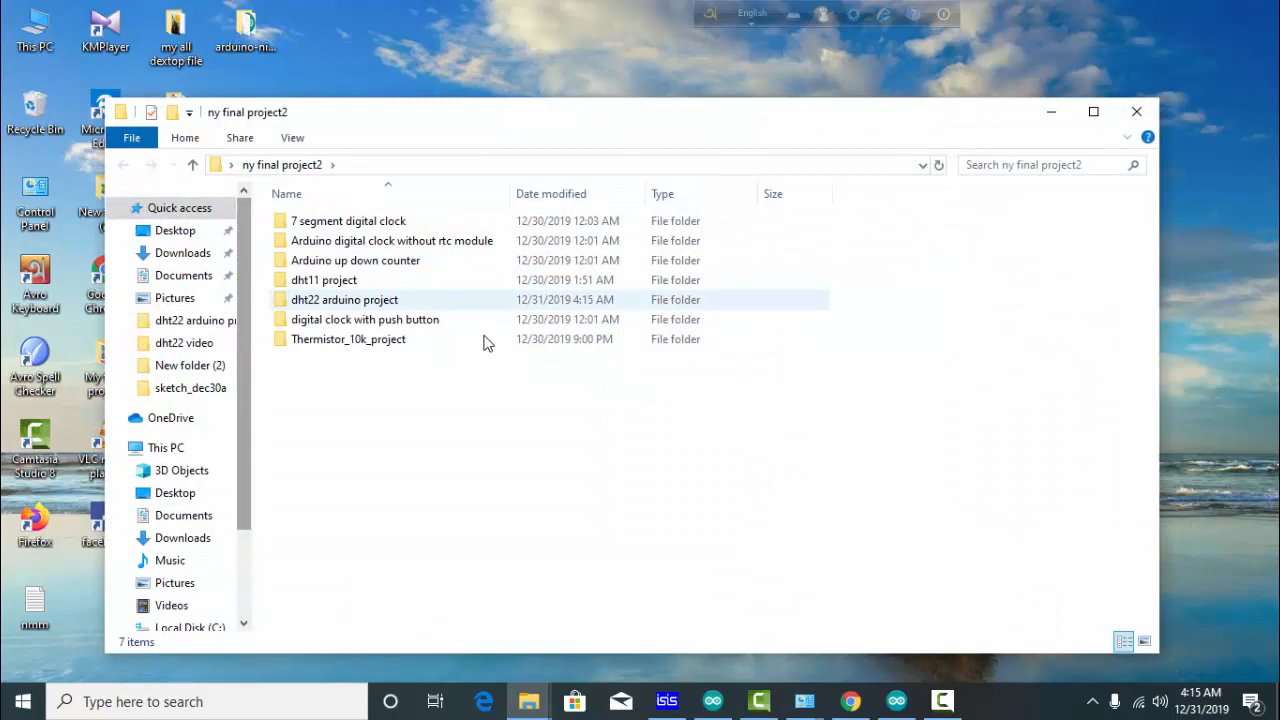 English
This PC
KMPlayer
my all
dextop file
arduino-ni...
Recycle Bin
Control
Panel
Avro
Keyboard
Avro Spell
Checker
Camtasia
Studio 8
Firefox
nmm
ny final project2
File
Home
Share
View
ny final project2
Search ny final project2
Name
Date modified
Type
Size
Quick access
Desktop
Downloads
Documents
Pictures
dht22 arduino pr
dht22 video
New folder (2)
sketch_dec30a
OneDrive
This PC
3D Objects
Desktop
Documents
Downloads
Music
Pictures
Videos
Local Disk (C:)
7 segment digital clock 12/30/2019 12:03 AM File folder
Arduino digital clock without rtc module 12/30/2019 12:01 AM File folder
Arduino up down counter 12/30/2019 12:01 AM File folder
dht11 project 12/30/2019 1:51 AM File folder
dht22 arduino project 12/31/2019 4:15 AM File folder
digital clock with push button 12/30/2019 12:01 AM File folder
Thermistor_10k_project 12/30/2019 9:00 PM File folder
7 items
Type here to search
isis
4:15 AM
12/31/2019
2